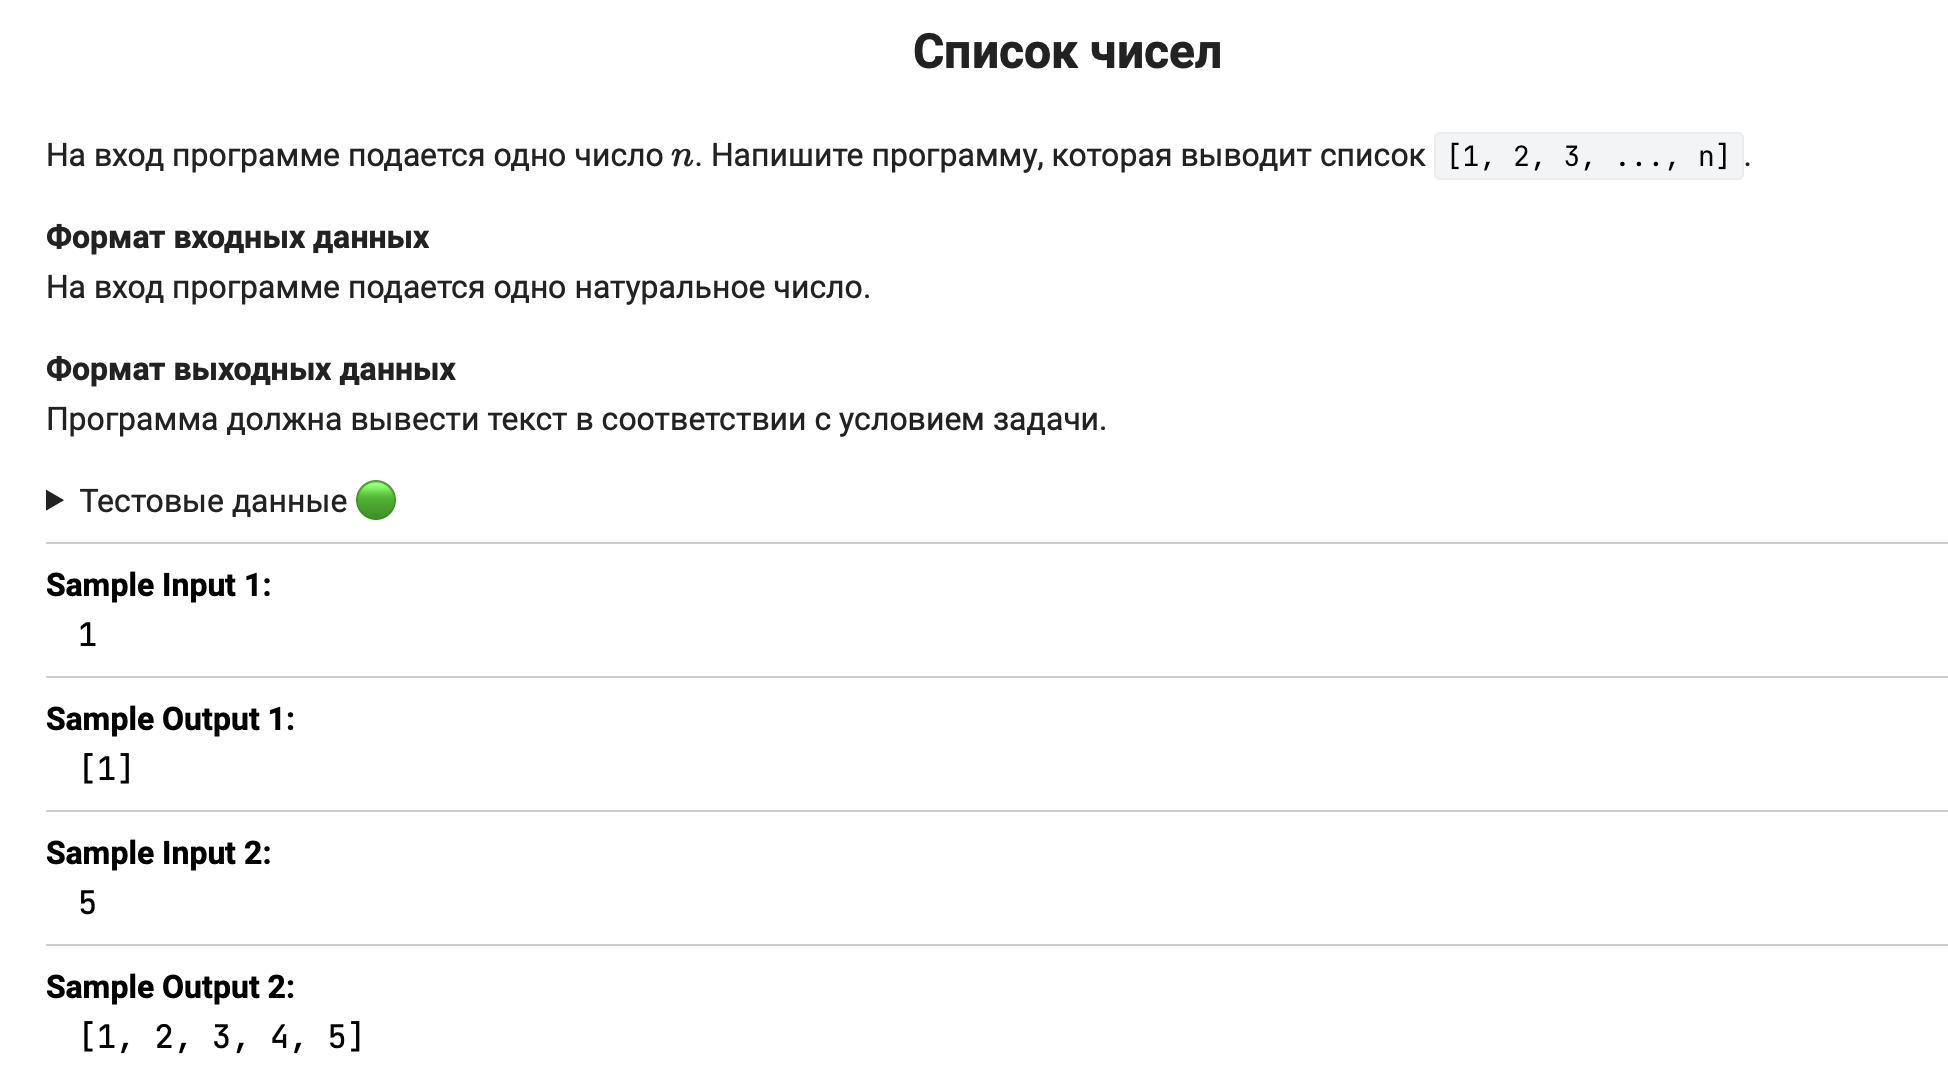 Список чисел
На вход программе подается одно число n. Напишите программу, которая выводит список [1, 2, 3, ..., n].
Формат входных данных
На вход программе подается одно натуральное число.
Формат выходных данных
Программа должна вывести текст в соответствии с условием задачи.
Тестовые данные
Sample Input 1:
1
Sample Output 1:
[1]
Sample Input 2:
5
Sample Output 2:
[1, 2, 3, 4, 5]